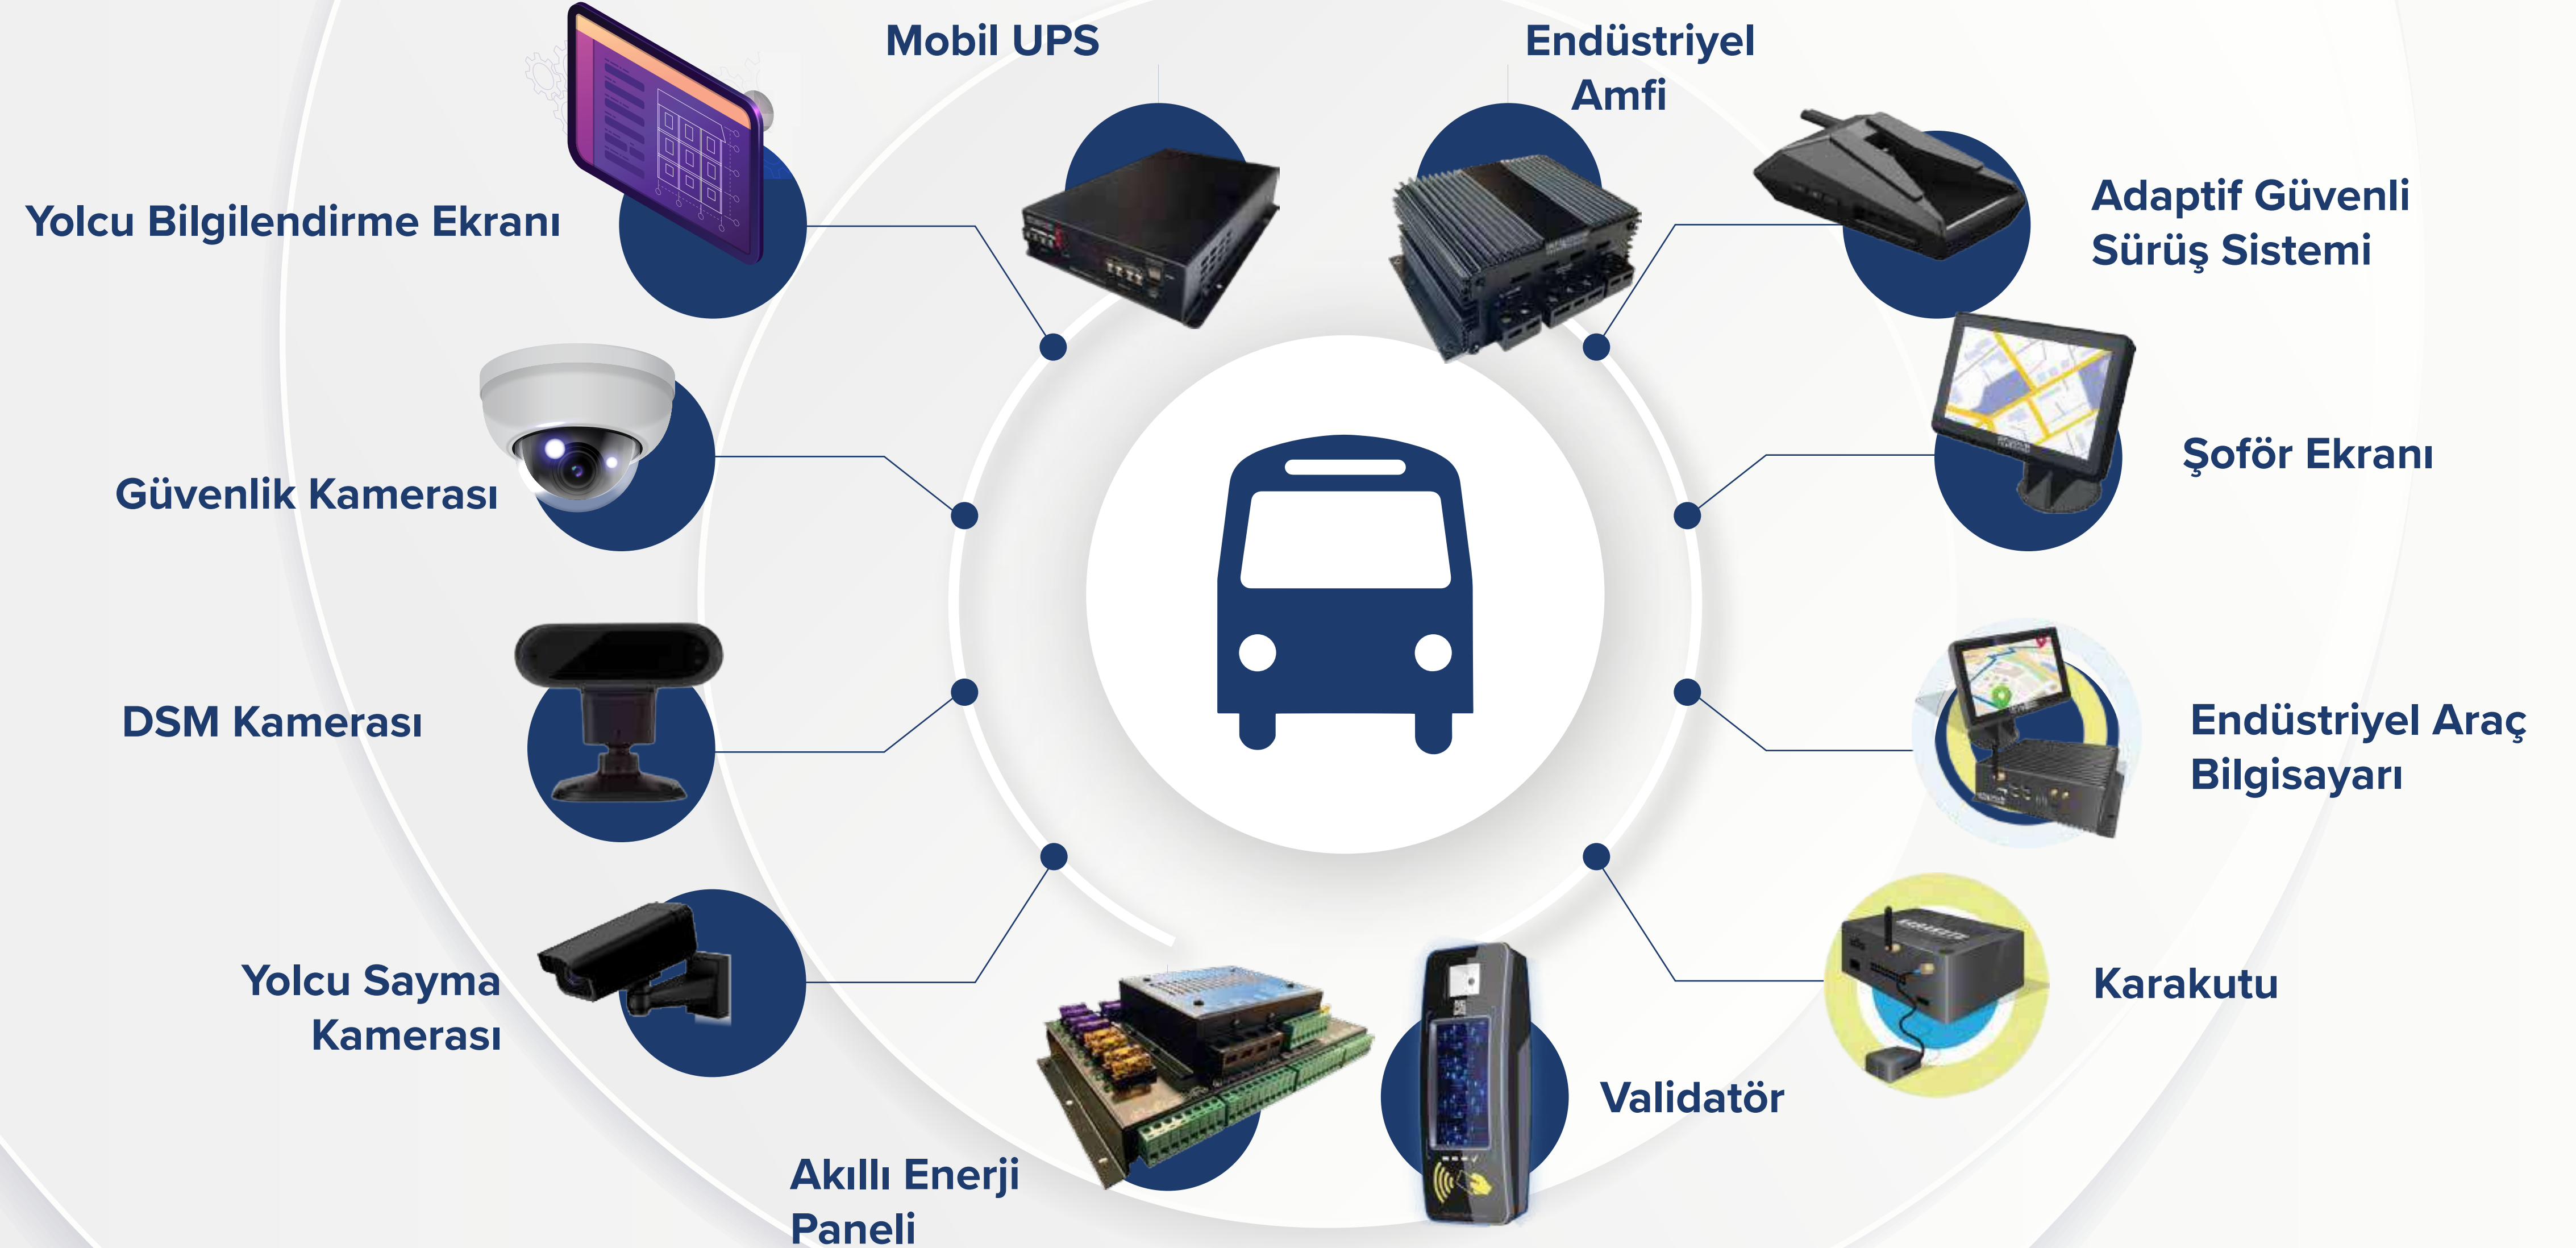 Mobil UPS
Endüstriyel
Amfi
Yolcu Bilgilendirme Ekranı
Adaptif Güvenli
Sürüş Sistemi
Güvenlik Kamerası
Şoför Ekranı
DSM Kamerası
Endüstriyel Araç
Bilgisayarı
Yolcu Sayma
Kamerası
KARAKUTU
Karakutu
Validatör
Akıllı Enerji
Paneli